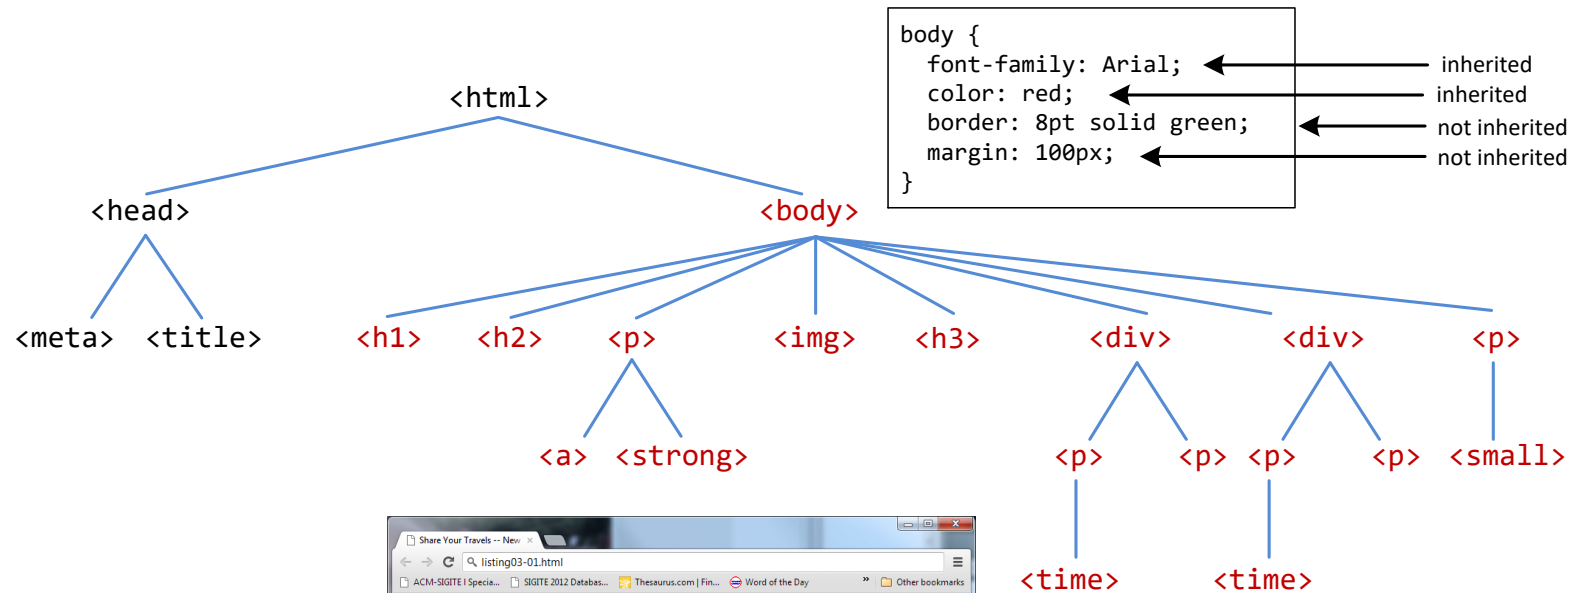 body {
font-family: Arial;
inherited
color: red;
inherited
border: 8pt solid green;
not inherited
margin: 100px;
not inherited
}
<html>
<head>
<body>
<meta> <title> <h1> <h2> <p> <img> <h3> <div> <div> <p>
<a> <strong> <p> <p> <p> <p> <small>
Share Your Travels -- New
listing03-01.html
ACM-SIGITE I Specia... SIGITE 2012 Databas... Thesaurus.com | Fin... Word of the Day » Other bookmarks
<time> <time>